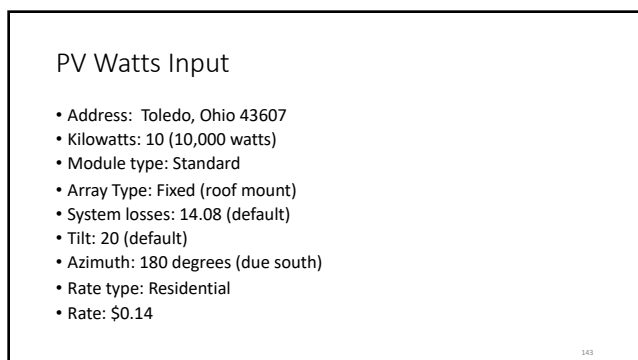 PV Watts Input
• Address: Toledo, Ohio 43607
• Kilowatts: 10 (10,000 watts)
• Module type: Standard
• Array Type: Fixed (roof mount)
• System losses: 14.08 (default)
• Tilt: 20 (default)
• Azimuth: 180 degrees (due south)
• Rate type: Residential
• Rate: $0.14
143